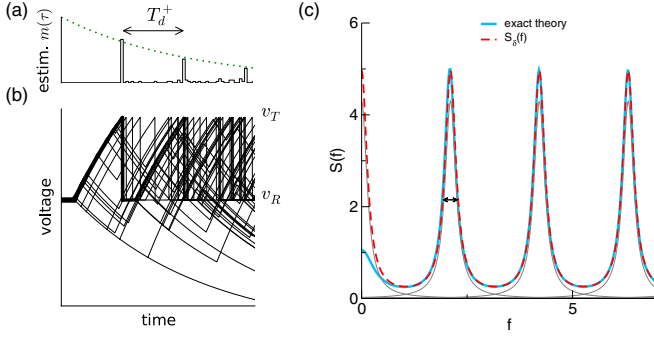 (a)
T_d^+
estim. m(τ)
(b)
v_T
v_R
voltage
time
(c)
exact theory
S_δ(f)
6
4
2
0
S(f)
0
5
f